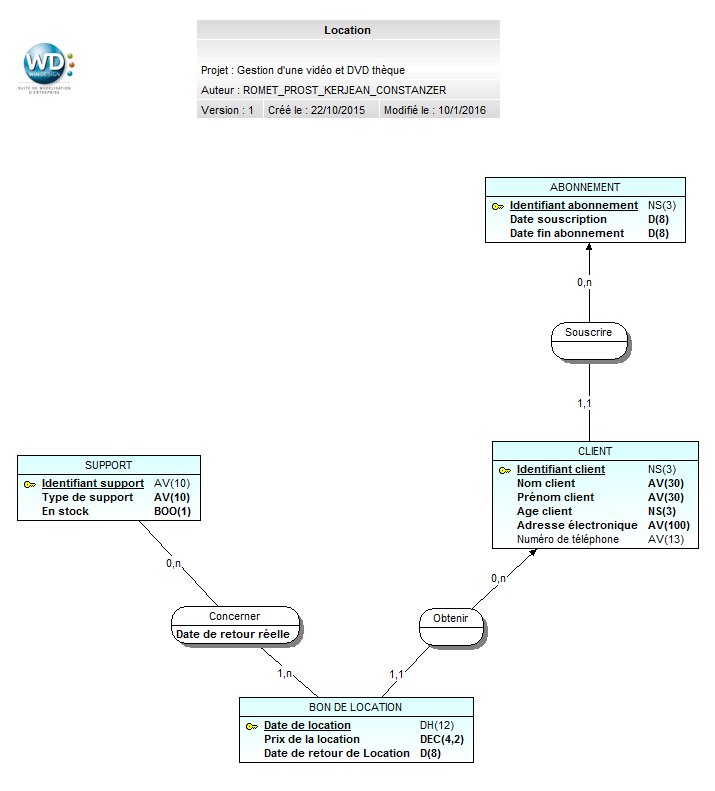 Location
Projet : Gestion d'une vidéo et DVD thèque
Auteur : ROMET_PROST_KERJEAN_CONSTANZER
Version : 1 Créé le : 22/10/2015 Modifié le : 10/1/2016
WD
WINDESIGN
SUITE DE MODÉLISATION
D'ENTREPRISE
ABONNEMENT
Identifiant abonnement NS(3)
Date souscription D(8)
Date fin abonnement D(8)
0,n
Souscrire
1,1
CLIENT
Identifiant client NS(3)
Nom client AV(30)
Prénom client AV(30)
Age client NS(3)
Adresse électronique AV(100)
Numéro de téléphone AV(13)
SUPPORT
Identifiant support AV(10)
Type de support AV(10)
En stock BOO(1)
0,n
0,n
Concerner
Date de retour réelle
Obtenir
1,n
1,1
BON DE LOCATION
Date de location DH(12)
Prix de la location DEC(4,2)
Date de retour de Location D(8)